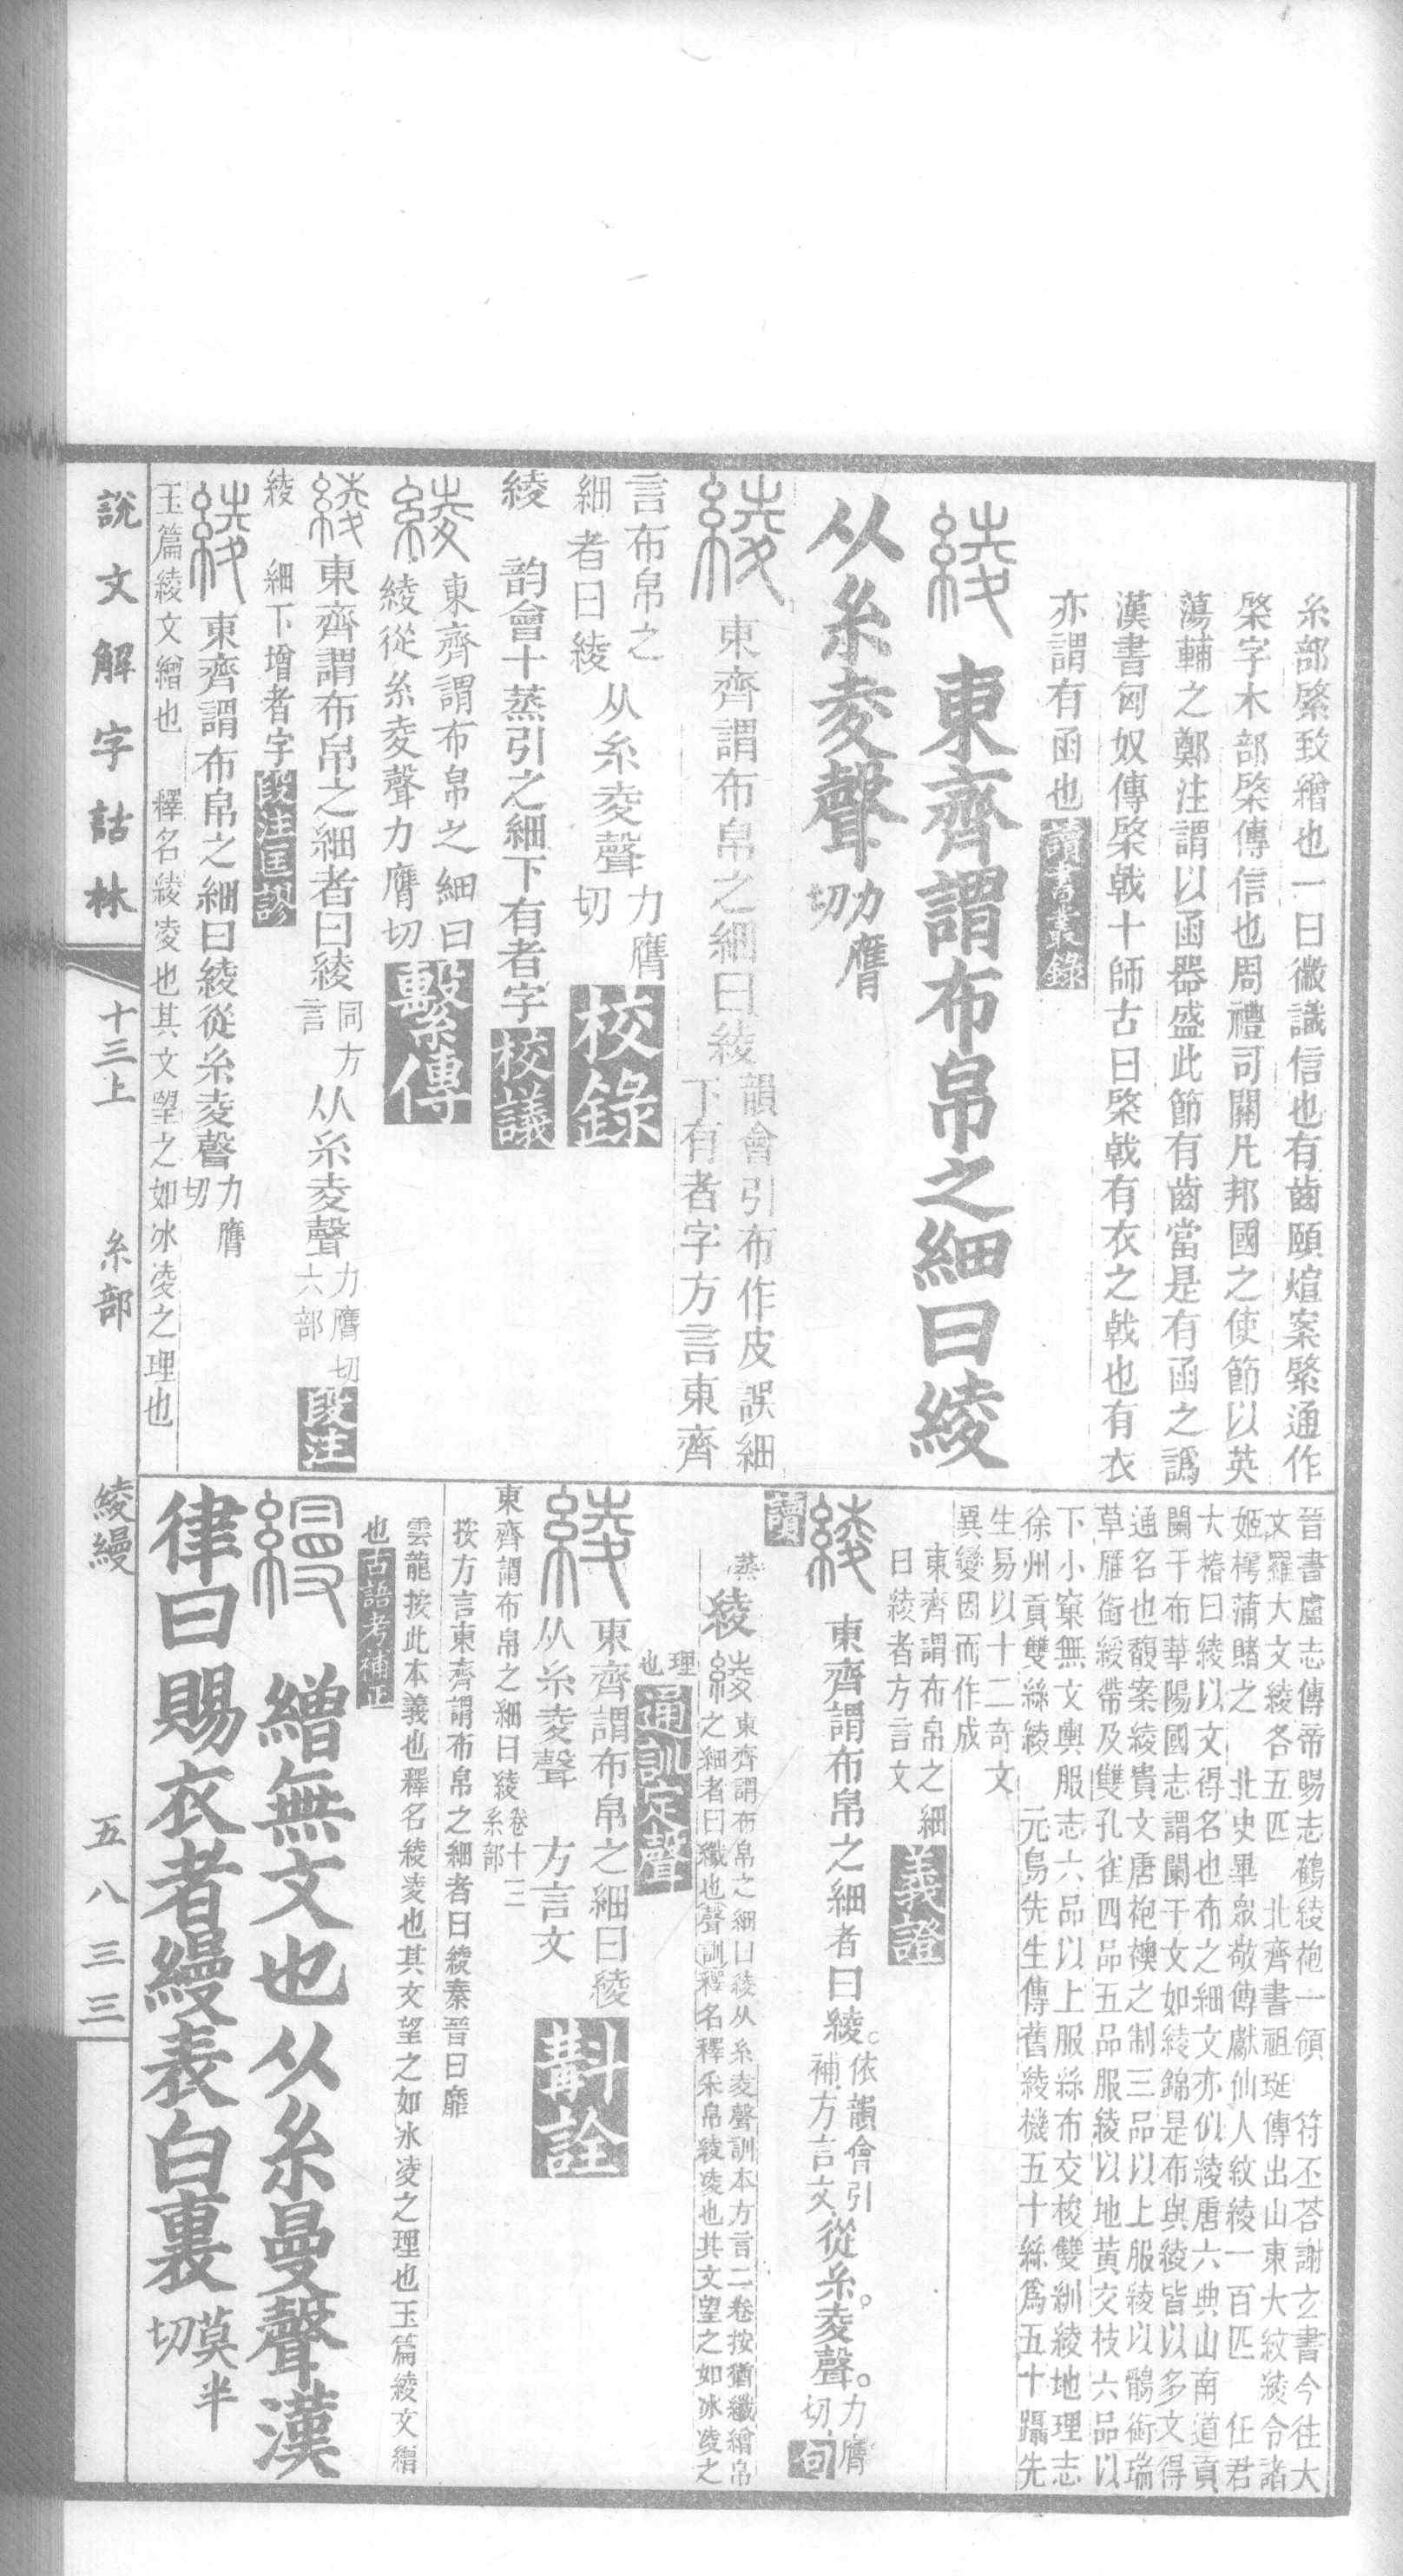 糸部綮致繒也一曰徽識信也有齒頤煊案綮通作
棨字木部棨傳信也周禮司關凡邦國之使節以英
蕩輔之鄭注謂以函器盛此節有齒當是有函之譌
漢書匈奴傳棨戟十師古曰棨戟有衣之戟也有衣
亦謂有函也讀書叢錄
綾東齊謂布帛之細曰綾
从糸夌聲力膺切
綾東齊謂布帛之細曰綾韻會引布作皮誤細
下有者字方言東齊
言布帛之
細者曰綾从糸夌聲力膺切校錄
綾 韵會十蒸引之細下有者字校議
綾東齊謂布帛之細曰
綾從糸夌聲力膺切繫傳
綾東齊謂布帛之細者曰綾同方言从糸夌聲力膺切六部段注
綾 細下增者字段注匡謬
綾東齊謂布帛之細曰綾從糸夌聲力膺切
玉篇綾文繒也 釋名綾凌也其文望之如冰凌之理也
晉書盧志傳帝賜志鶴綾袍一領 符丕荅謝玄書今往大
文羅大文綾各五匹 北齊書祖珽傳出山東大紋綾令諸
姬樗蒲賭之 北史畢眾敬傳獻仙人紋綾一百匹 任君
大椿曰綾以文得名也布之細文亦似綾唐六典山南道貢
闌干布華陽國志謂闌干文如綾錦是布與綾皆以多文得
通名也馥案綾貴文唐袍襖之制三品以上服綾以鶻銜瑞
草雁銜綬帶及雙孔雀四品五品服綾以地黃交枝六品以
下小窠無文輿服志六品以上服絲布交梭雙紃綾地理志
徐州貢雙絲綾 元晏先生傳舊綾機五十絲爲五十躡先
生易以十二奇文
異變因而作成
東齊謂布帛之細
曰綾者方言文義證
綾東齊謂布帛之細者曰綾。依韻會引補方言文從糸。夌聲。力膺切句
讀
蒸綾綾東齊謂布帛之細曰綾从糸夌聲訓本方言二卷按猶纖繒帛
之細者曰纖也聲訓釋名釋采帛綾凌也其文望之如冰凌之
理也通訓定聲
綾東齊謂布帛之細曰綾
从糸夌聲 方言文斠詮
東齊謂布帛之細曰綾卷十三糸部
按方言東齊謂布帛之細者曰綾秦晉曰靡
雲龍按此本義也釋名綾凌也其文望之如冰凌之理也玉篇綾文繒
也古語考補正
縵繒無文也从糸曼聲漢
律曰賜衣者縵表白裏莫半切
說文解字詁林 十三上 糸部 綾縵 五八三三